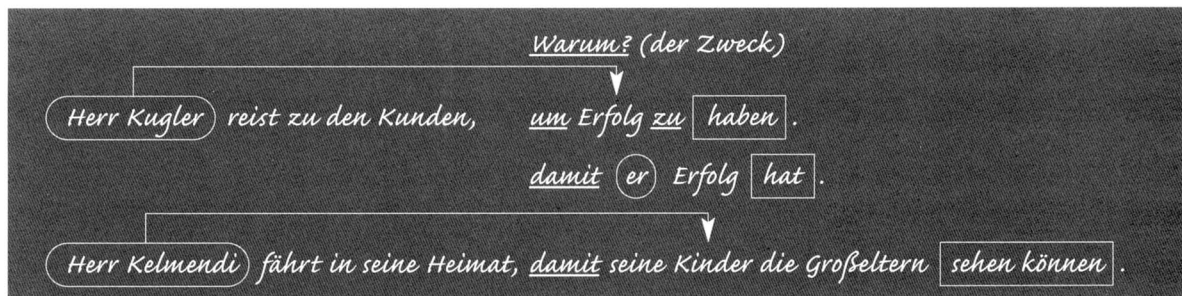 Warum? (der Zweck)
Herr Kugler reist zu den Kunden, um Erfolg zu haben.
damit er Erfolg hat.
Herr Kelmendi fährt in seine Heimat, damit seine Kinder die Großeltern sehen können.